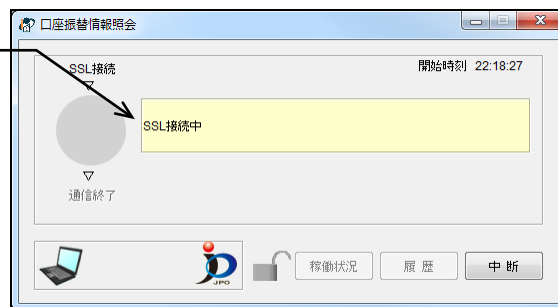 口座振替情報照会
SSL接続
開始時刻 22:18:27
SSL接続中
通信終了
JPO
稼働状況
履 歴
中 断